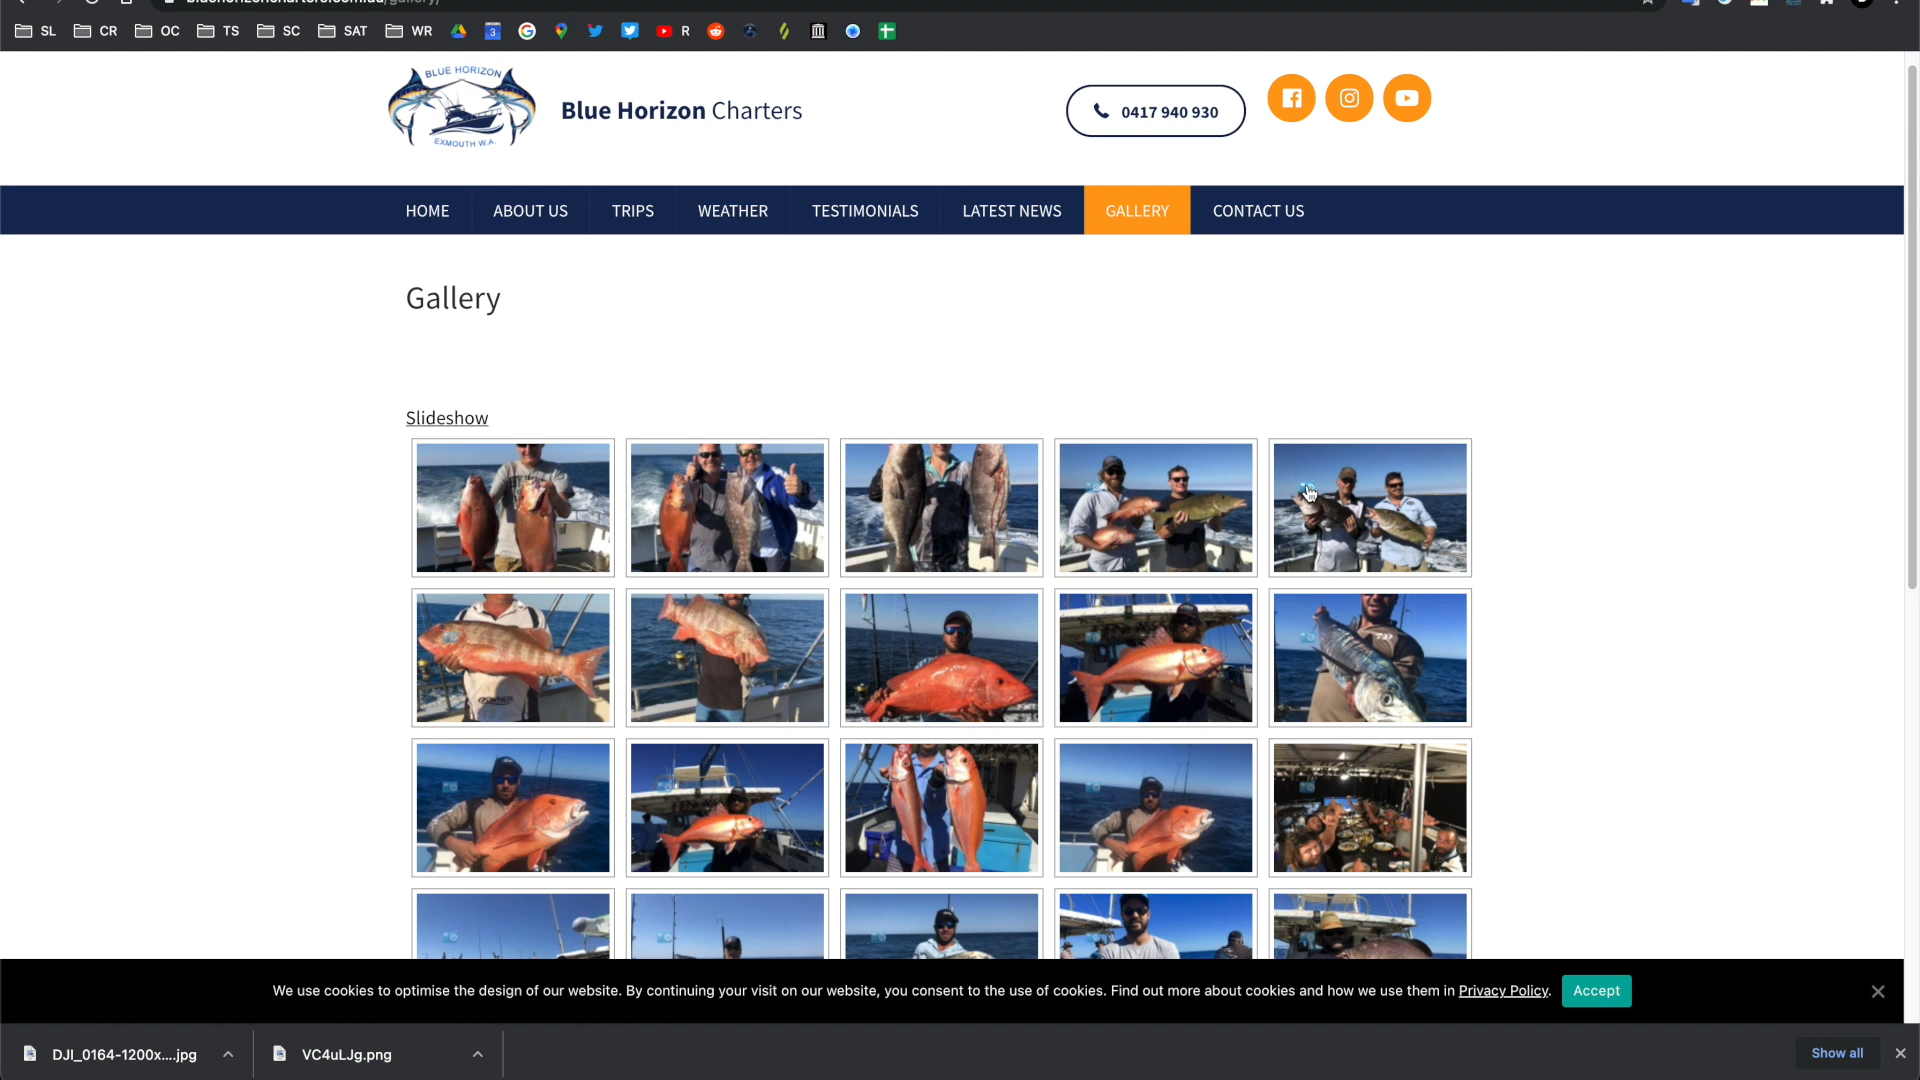 SL CR OC TS SC SAT WR R
BLUE HORIZON
EXMOUTH W.A.
Blue Horizon Charters
0417 940 930
HOME ABOUT US TRIPS WEATHER TESTIMONIALS LATEST NEWS GALLERY CONTACT US
Gallery
Slideshow
We use cookies to optimise the design of our website. By continuing your visit on our website, you consent to the use of cookies. Find out more about cookies and how we use them in Privacy Policy. Accept
DJI_0164-1200x....jpg VC4uLJg.png Show all